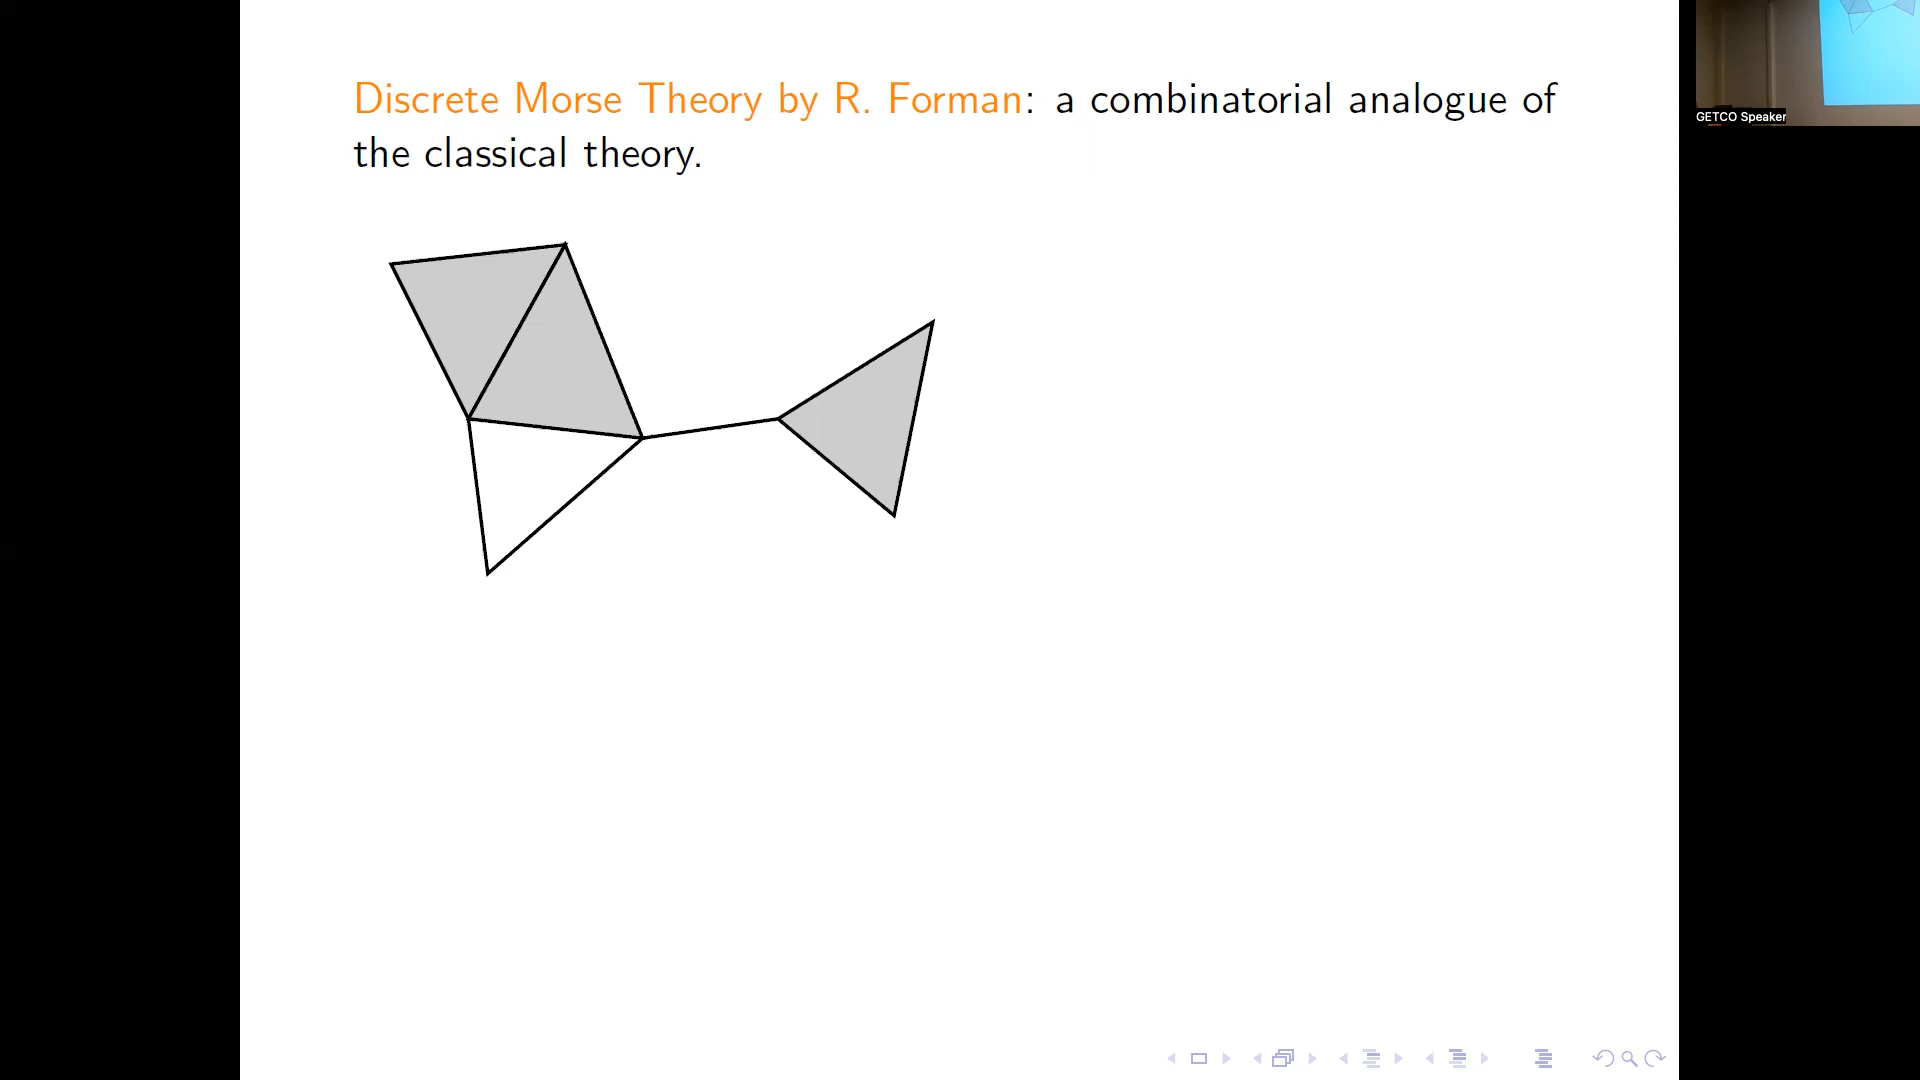 Discrete Morse Theory by R. Forman: a combinatorial analogue of
the classical theory.
GETCO Speaker